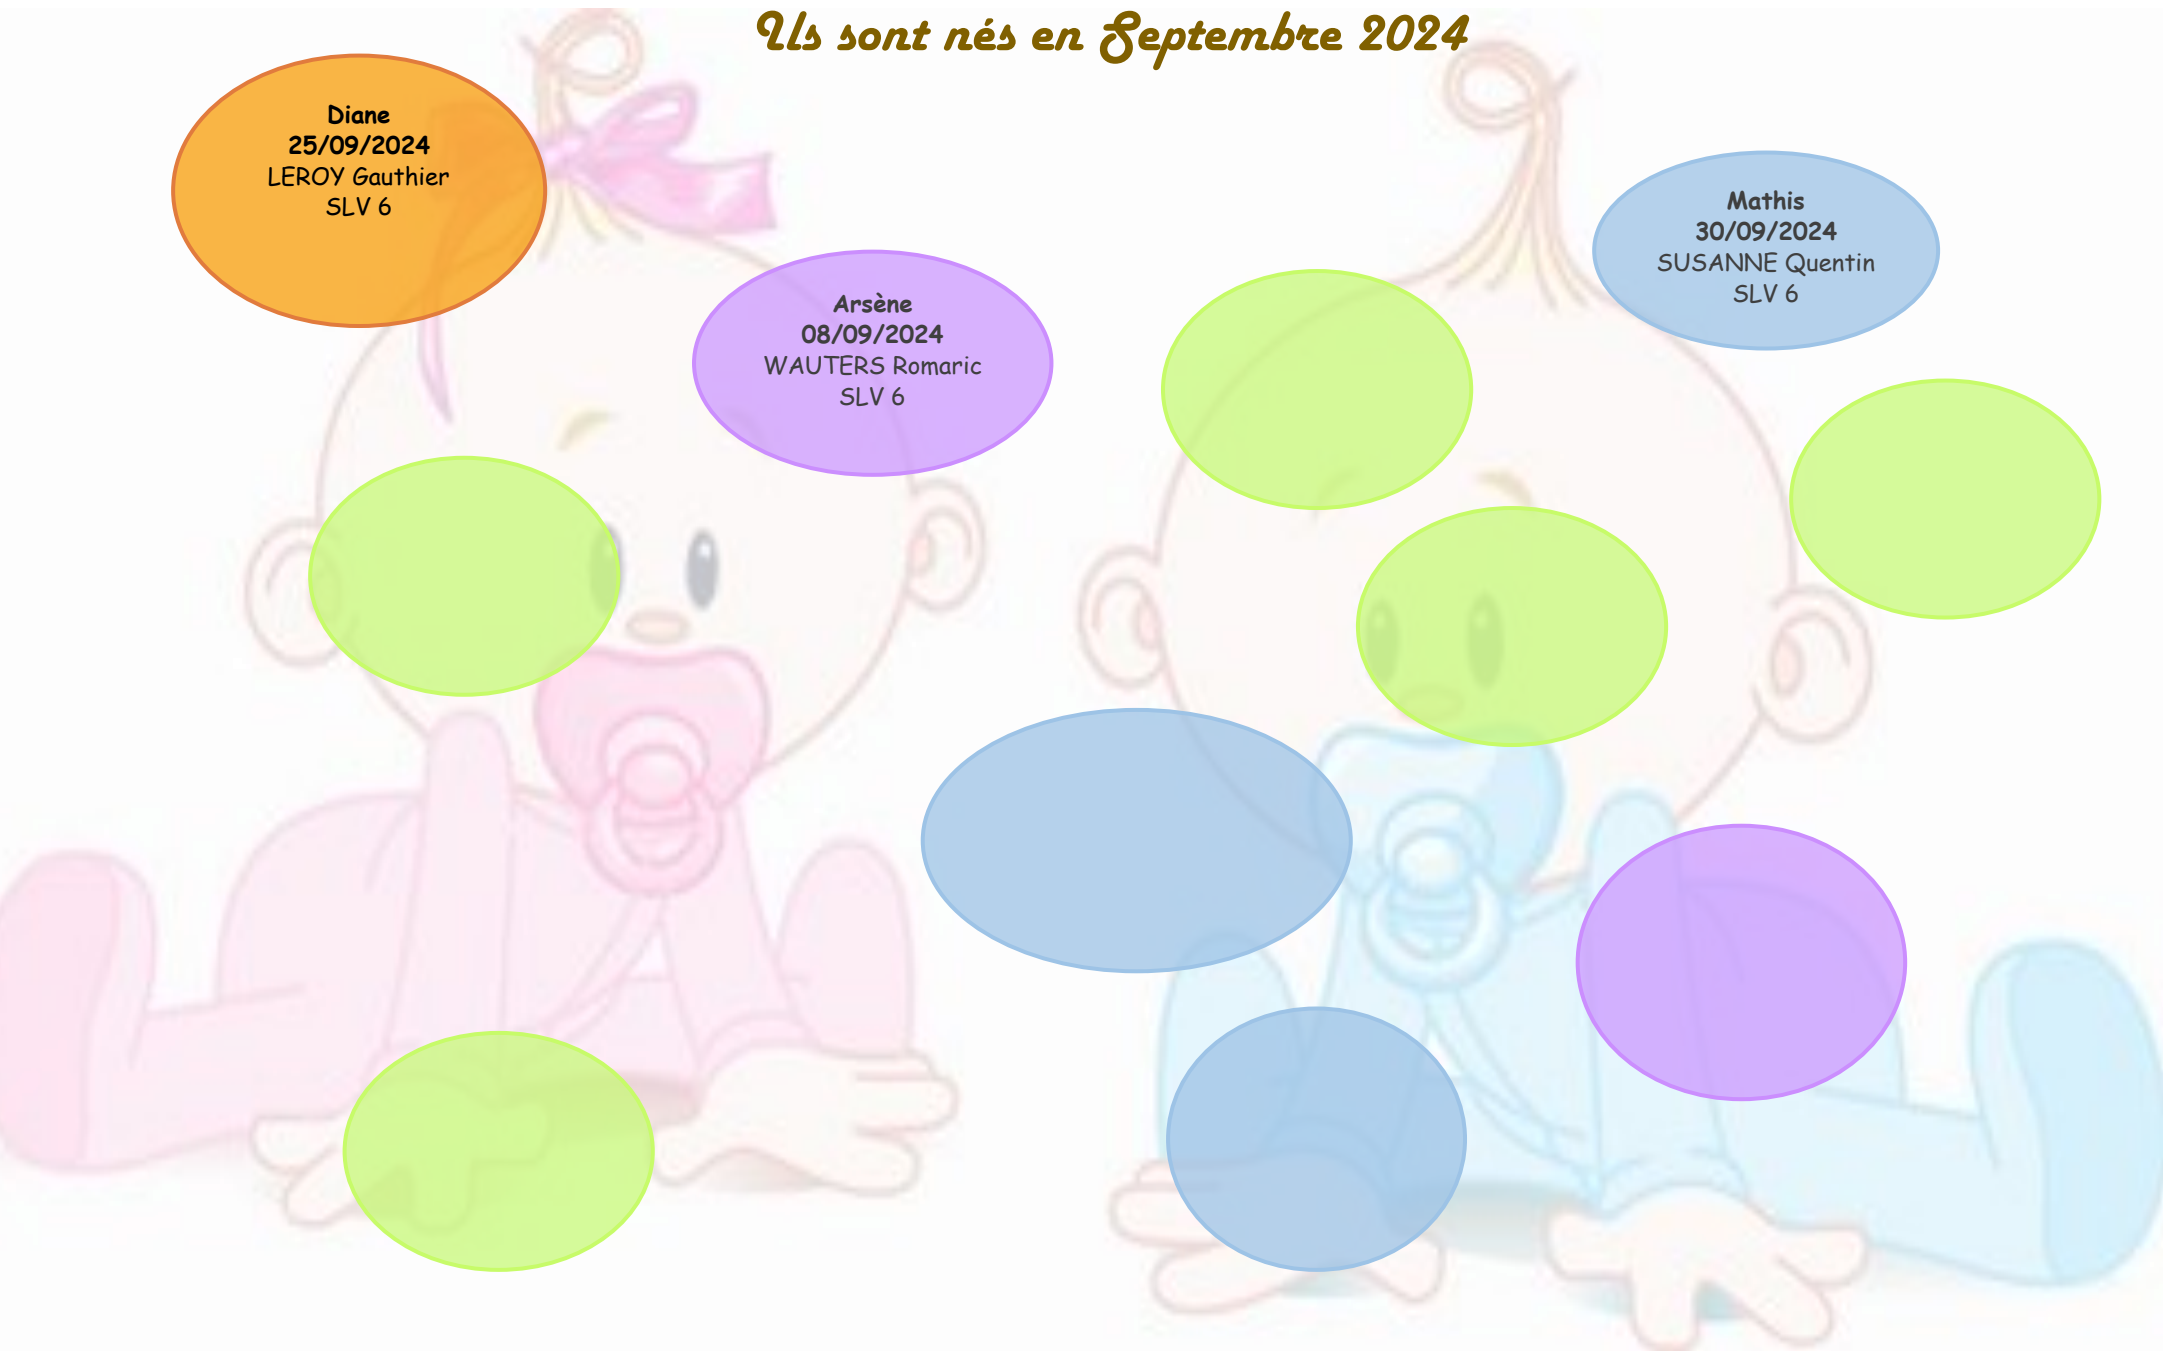 Ils sont nés en Septembre 2024
Diane
25/09/2024
LEROY Gauthier
SLV 6
Arsène
08/09/2024
WAUTERS Romaric
SLV 6
Mathis
30/09/2024
SUSANNE Quentin
SLV 6